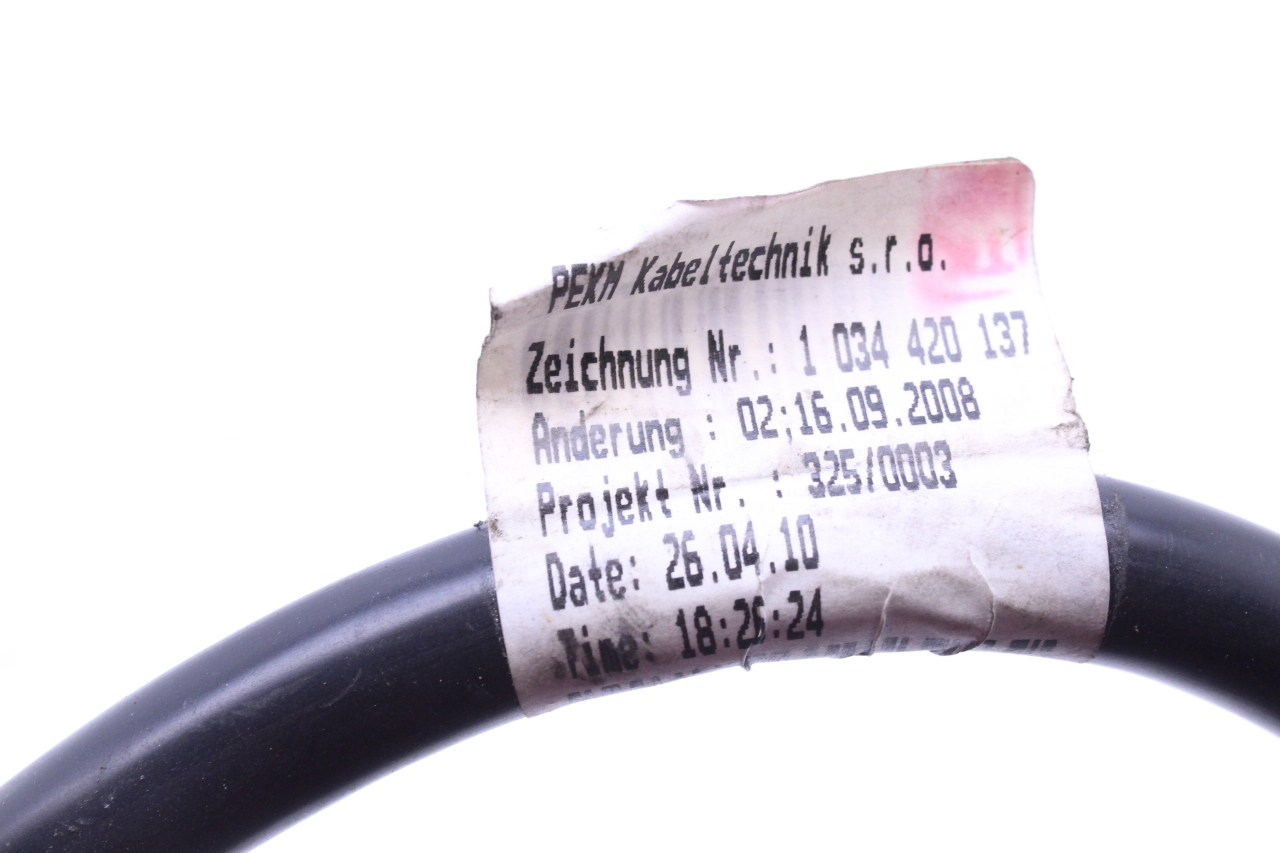 PEKM Kabeltechnik s.r.o.
Zeichnung Nr.: 1 034 420 137
Änderung : 02;16.09.2008
Projekt Nr. : 325/0003
Date: 26.04.10
Time: 18:26:24